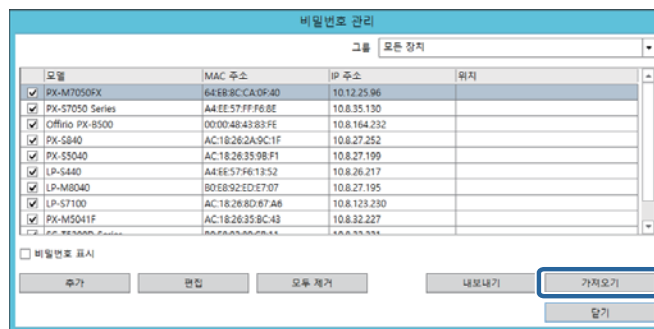 비밀번호 관리
그룹 모든 장치
모델 MAC 주소 IP 주소 위치
PX-M7050FX 64:EB:8C:CA:0F:40 10.12.25.96
PX-S7050 Series A4:EE:57:FF:F6:8E 10.8.35.130
Offirio PX-B500 00:00:48:43:83:FE 10.8.164.232
PX-S840 AC:18:26:2A:9C:1F 10.8.27.252
PX-S5040 AC:18:26:35:9B:F1 10.8.27.199
LP-S440 A4:EE:57:F6:13:52 10.8.26.217
LP-M8040 B0:E8:92:ED:E7:07 10.8.27.195
LP-S7100 AC:18:26:8D:67:A6 10.8.123.230
PX-M5041F AC:18:26:35:BC:43 10.8.32.227
비밀번호 표시
추가 편집 모두 제거 내보내기 가져오기
닫기